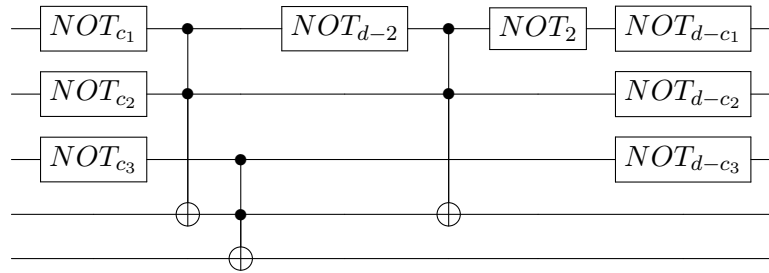 NOT_{c_1} NOT_{d-2} NOT_2 NOT_{d-c_1}
NOT_{c_2} NOT_{d-c_2}
NOT_{c_3} NOT_{d-c_3}